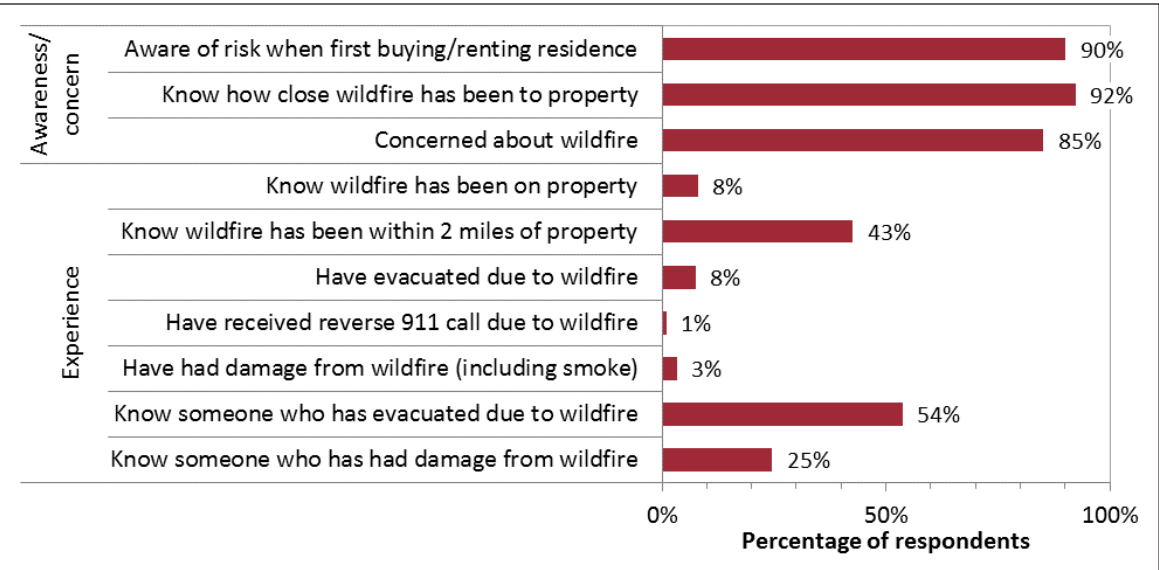 Awareness/
concern
Aware of risk when first buying/renting residence
90%
Know how close wildfire has been to property
92%
Concerned about wildfire
85%
Experience
Know wildfire has been on property
8%
Know wildfire has been within 2 miles of property
43%
Have evacuated due to wildfire
8%
Have received reverse 911 call due to wildfire
1%
Have had damage from wildfire (including smoke)
3%
Know someone who has evacuated due to wildfire
54%
Know someone who has had damage from wildfire
25%
0%
50%
100%
Percentage of respondents